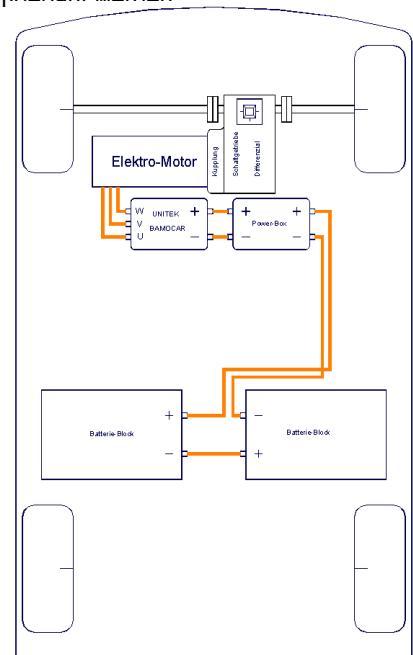 Elektro-Motor
Kupplung
Schaltgetriebe
Differenzial
W UNITEK +
V BAMOCAR
U −
+ +
Power-Box
− −
+
Batterie-Block
−
−
Batterie-Block
+